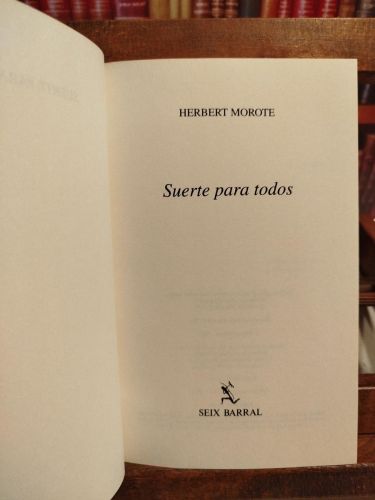 HERBERT MOROTE
Suerte para todos
SEIX BARRAL